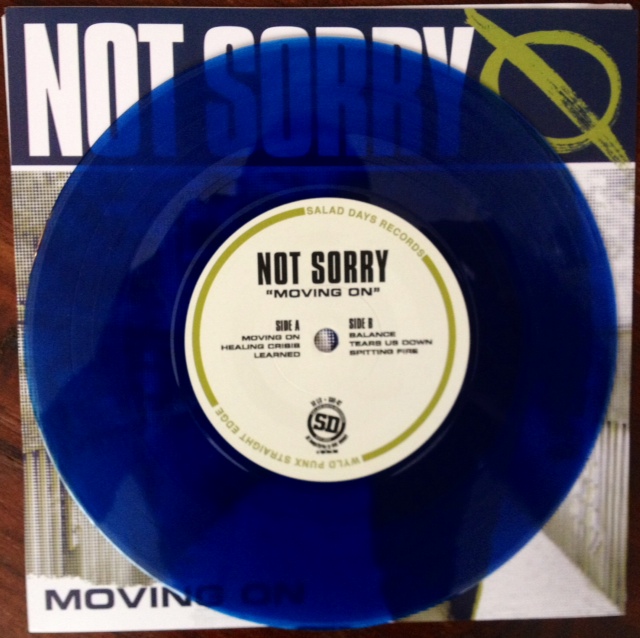 NOT SORRY
SALAD DAYS RECORDS
NOT SORRY
"MOVING ON"
SIDE A
MOVING ON
HEALING CRISIS
LEARNED
SIDE B
BALANCE
TEARS US DOWN
SPITTING FIRE
SD
WYLD PUNX STRAIGHT EDGE
MOVING ON